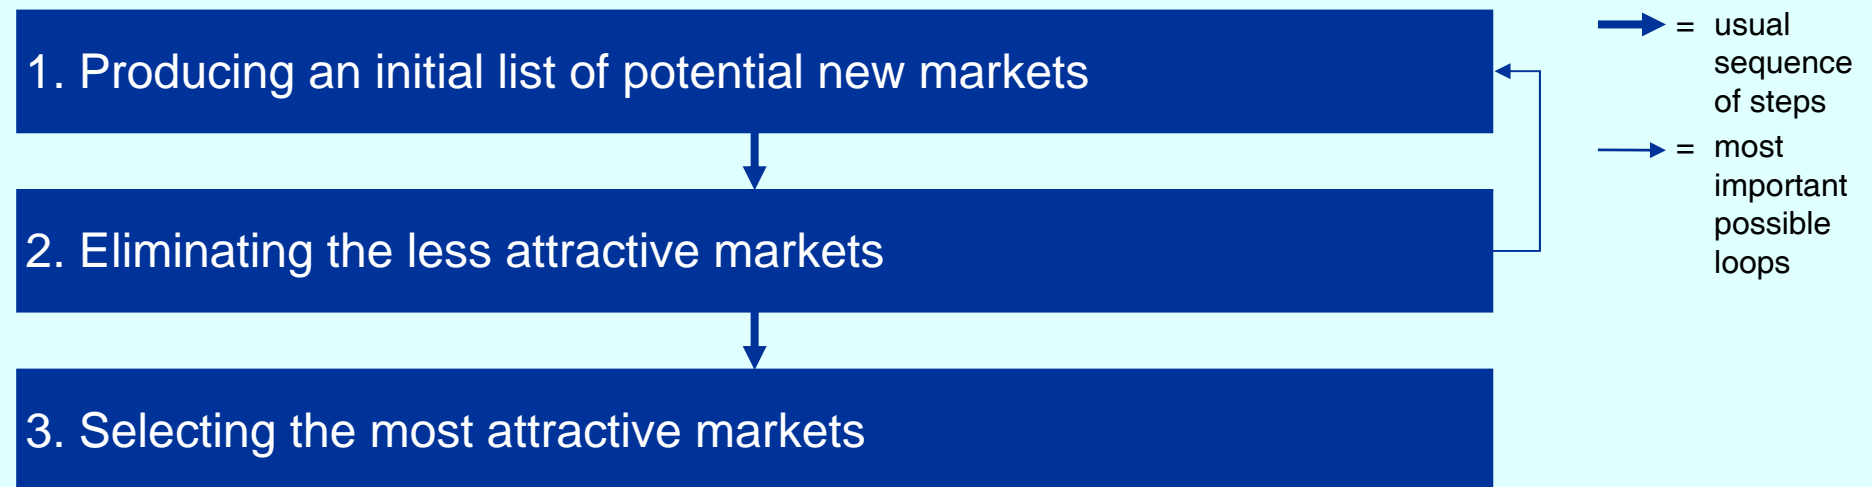 1. Producing an initial list of potential new markets
2. Eliminating the less attractive markets
3. Selecting the most attractive markets
= usual
sequence
of steps
= most
important
possible
loops